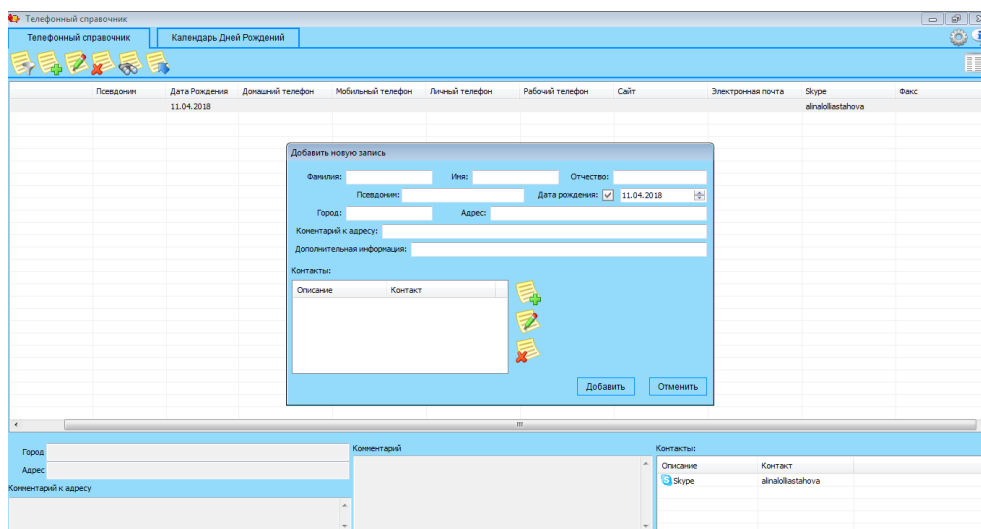 Телефонный справочник
Телефонный справочник Календарь Дней Рождений
Псевдоним Дата Рождения Домашний телефон Мобильный телефон Личный телефон Рабочий телефон Сайт Электронная почта Skype Факс
11.04.2018 alinalolliastahova
Добавить новую запись
Фамилия: Имя: Отчество:
Псевдоним: Дата рождения: 11.04.2018
Город: Адрес:
Коментарий к адресу:
Дополнительная информация:
Контакты:
Описание Контакт
Добавить Отменить
Город Комментарий Контакты:
Адрес Описание Контакт
Skype alinalolliastahova
Комментарий к адресу